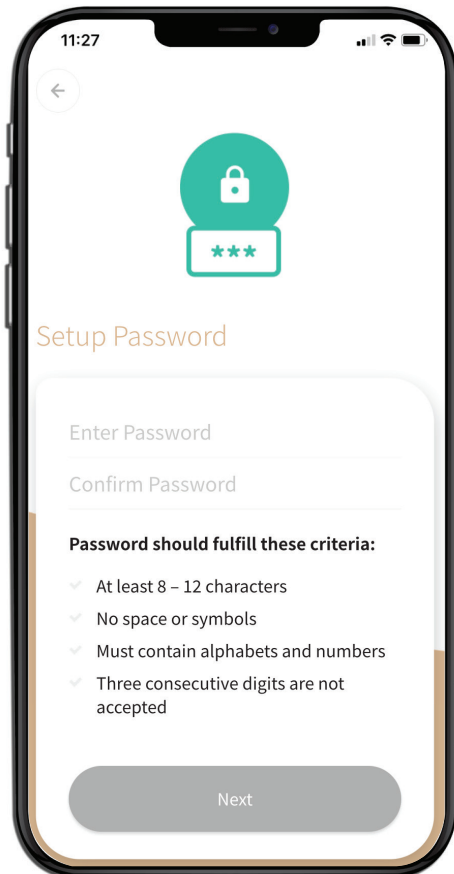 11:27
***
Setup Password
Enter Password
Confirm Password
Password should fulfill these criteria:
At least 8 – 12 characters
No space or symbols
Must contain alphabets and numbers
Three consecutive digits are not
accepted
Next